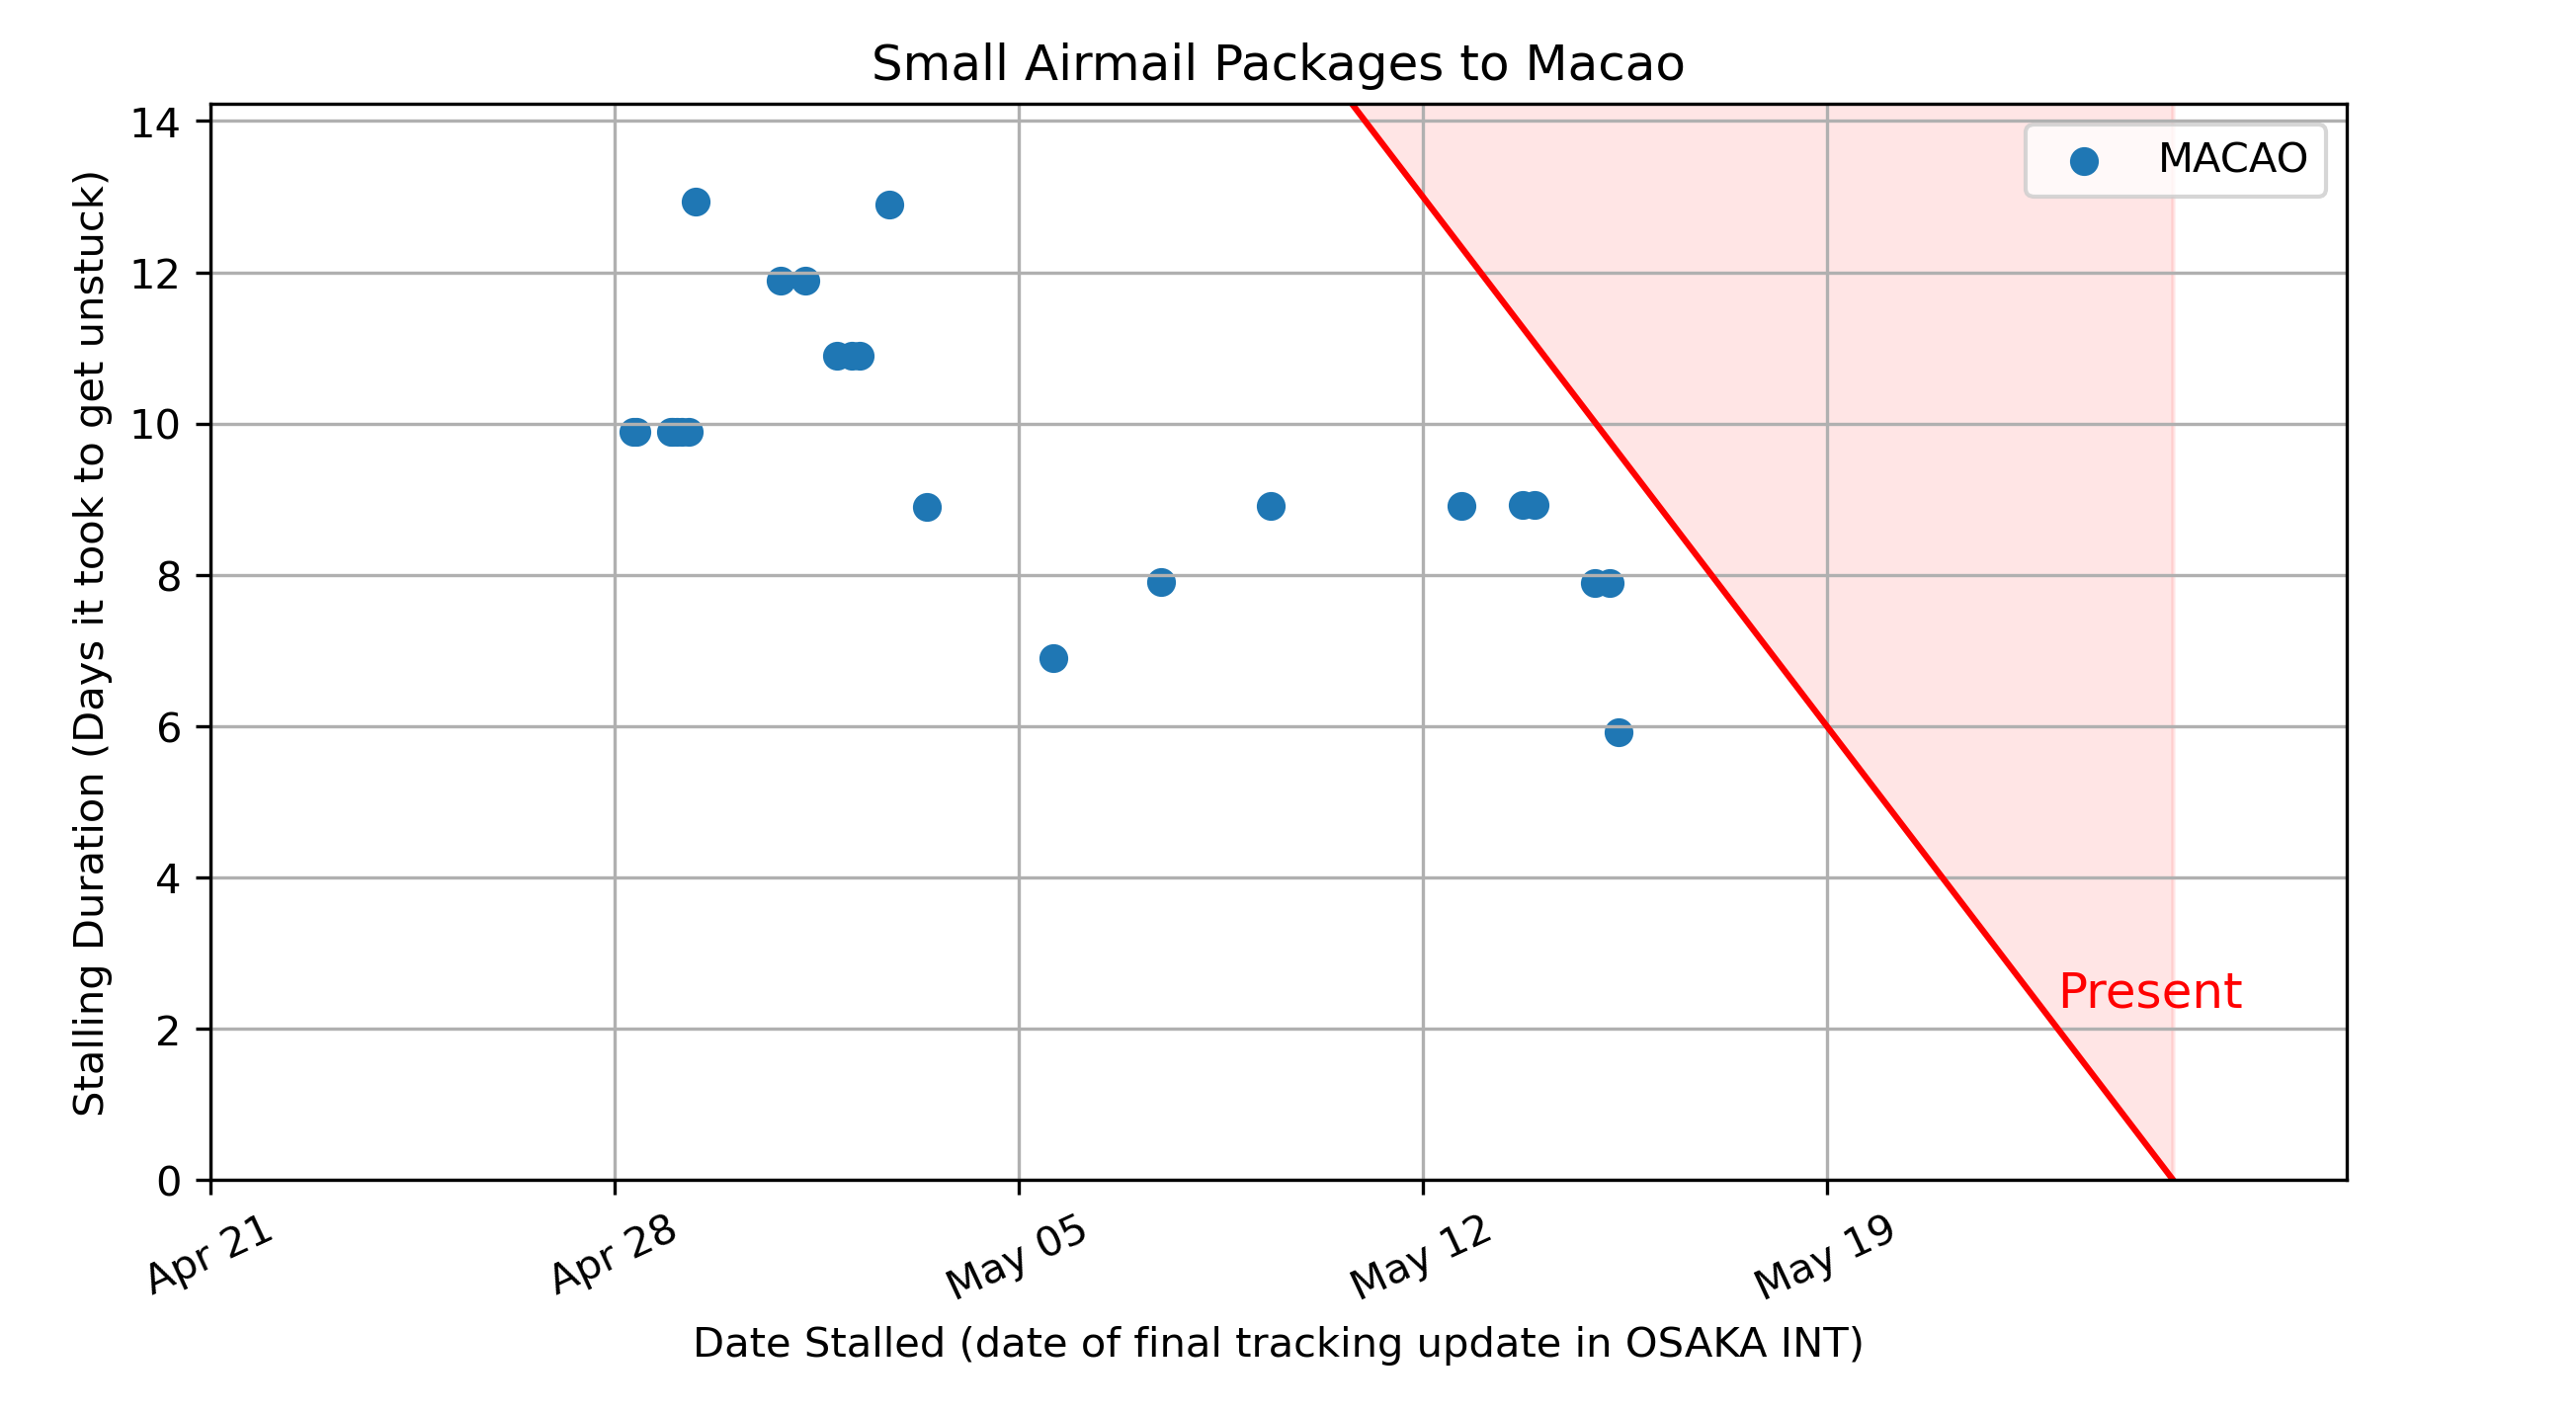 Small Airmail Packages to Macao
Stalling Duration (Days it took to get unstuck)
14
12
10
8
6
4
2
0
MACAO
Present
Apr 21
Apr 28
May 05
May 12
May 19
Date Stalled (date of final tracking update in OSAKA INT)